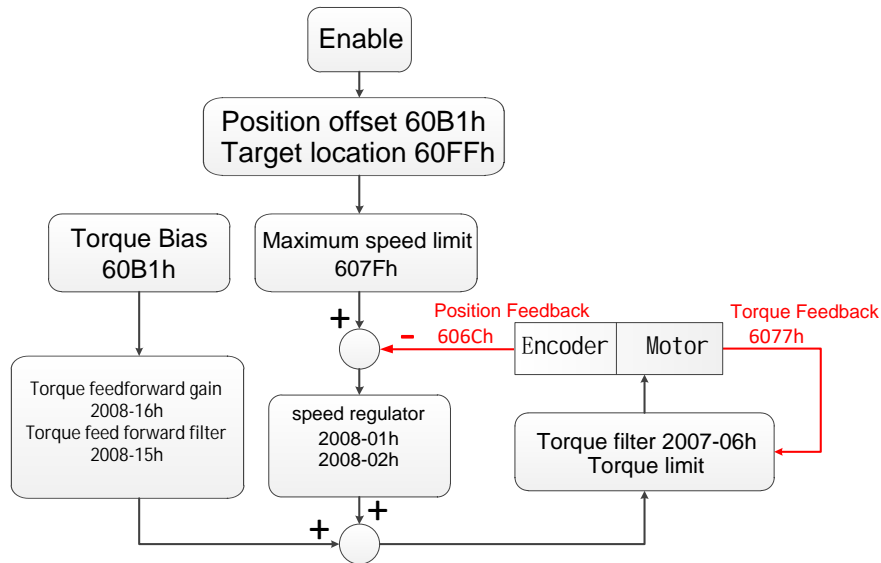 Enable
Position offset 60B1h
Target location 60FFh
Torque Bias
60B1h
Maximum speed limit
607Fh
+
-
Position Feedback
606Ch
Encoder
Motor
Torque Feedback
6077h
Torque feedforward gain
2008-16h
Torque feed forward filter
2008-15h
speed regulator
2008-01h
2008-02h
Torque filter 2007-06h
Torque limit
+
+